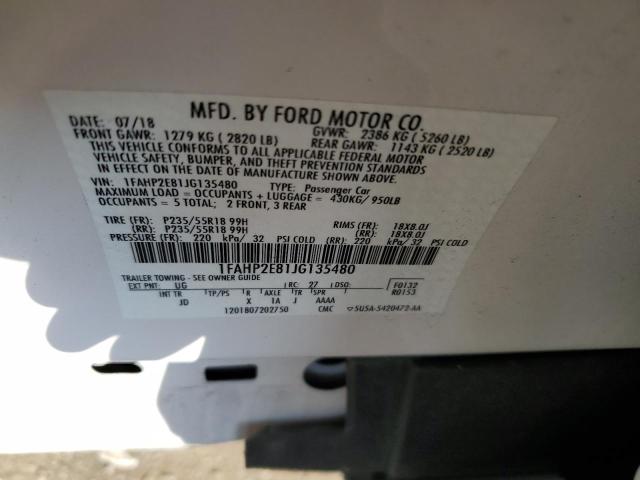 MFD. BY FORD MOTOR CO.
DATE: 07/18 GVWR: 2386 KG (5260 LB)
FRONT GAWR: 1279 KG (2820 LB) REAR GAWR: 1143 KG (2520 LB)
THIS VEHICLE CONFORMS TO ALL APPLICABLE FEDERAL MOTOR
VEHICLE SAFETY, BUMPER, AND THEFT PREVENTION STANDARDS
IN EFFECT ON THE DATE OF MANUFACTURE SHOWN ABOVE.
VIN: 1FAHP2E81JG135480 TYPE: Passenger Car
MAXIMUM LOAD = OCCUPANTS + LUGGAGE = 430KG/950LB
OCCUPANTS = 5 TOTAL; 2 FRONT, 3 REAR
TIRE (FR): P235/55R18 99H RIMS (FR): 18X8.0J
(RR): P235/55R18 99H (RR): 18X8.0J
PRESSURE (FR): 220 kPa/ 32 PSI COLD (RR): 220 kPa/ 32 PSI COLD
1FAHP2E81JG135480
TRAILER TOWING - SEE OWNER GUIDE
EXT PNT: UG RC: 27 DSO: F0132
R0153
INT TR TP/PS R AXLE TR SPR
JD X 1A J AAAA
1201807202750 CMC 5U5A-5420472-AA